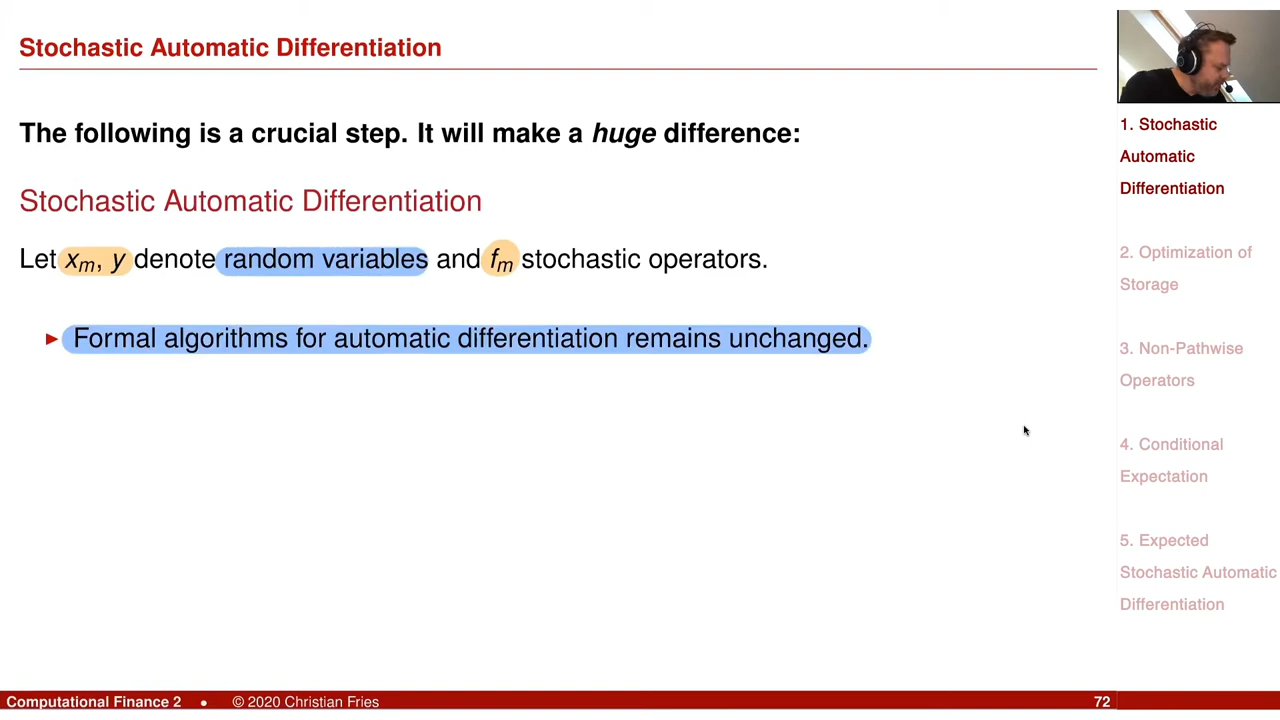 Stochastic Automatic Differentiation
The following is a crucial step. It will make a huge difference:
Stochastic Automatic Differentiation
Let xₘ, y denote random variables and fₘ stochastic operators.
▶ Formal algorithms for automatic differentiation remains unchanged.
1. Stochastic
Automatic
Differentiation
2. Optimization of
Storage
3. Non-Pathwise
Operators
4. Conditional
Expectation
5. Expected
Stochastic Automatic
Differentiation
Computational Finance 2 • © 2020 Christian Fries 72